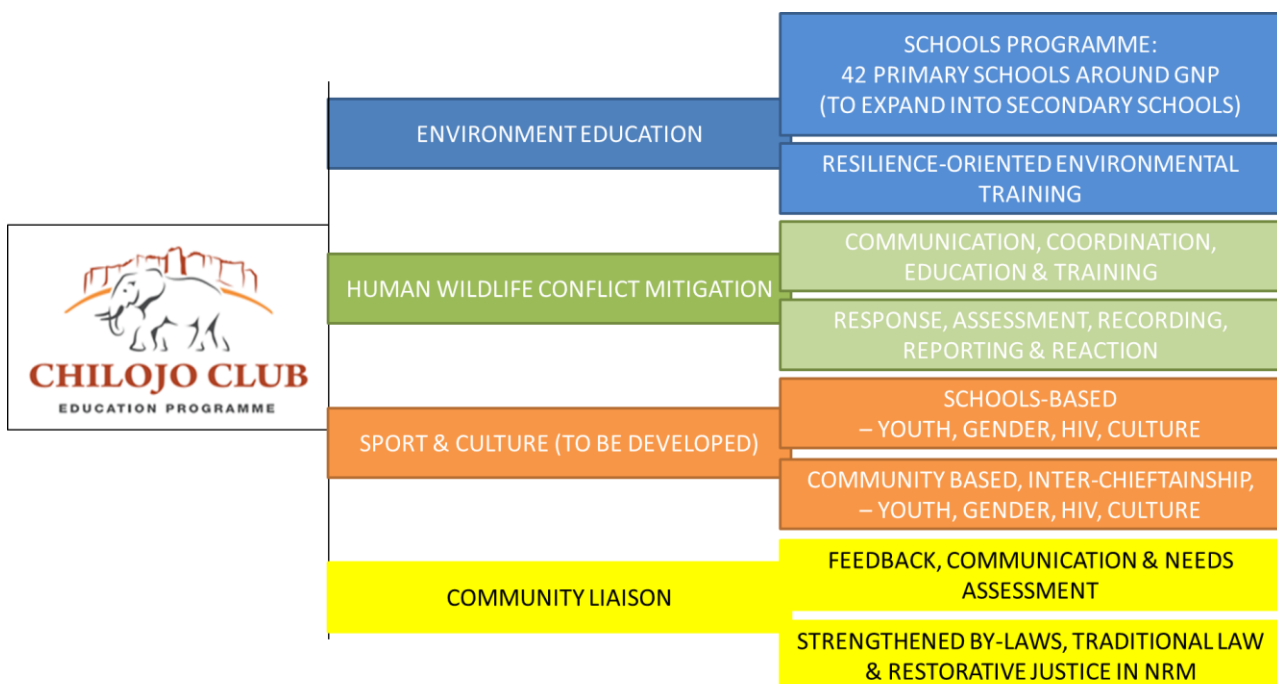 CHILOJO CLUB
EDUCATION PROGRAMME
ENVIRONMENT EDUCATION
SCHOOLS PROGRAMME:
42 PRIMARY SCHOOLS AROUND GNP
(TO EXPAND INTO SECONDARY SCHOOLS)
RESILIENCE-ORIENTED ENVIRONMENTAL
TRAINING
HUMAN WILDLIFE CONFLICT MITIGATION
COMMUNICATION, COORDINATION,
EDUCATION & TRAINING
RESPONSE, ASSESSMENT, RECORDING,
REPORTING & REACTION
SPORT & CULTURE (TO BE DEVELOPED)
SCHOOLS-BASED
– YOUTH, GENDER, HIV, CULTURE
COMMUNITY BASED, INTER-CHIEFTAINSHIP,
– YOUTH, GENDER, HIV, CULTURE
COMMUNITY LIAISON
FEEDBACK, COMMUNICATION & NEEDS
ASSESSMENT
STRENGTHENED BY-LAWS, TRADITIONAL LAW
& RESTORATIVE JUSTICE IN NRM